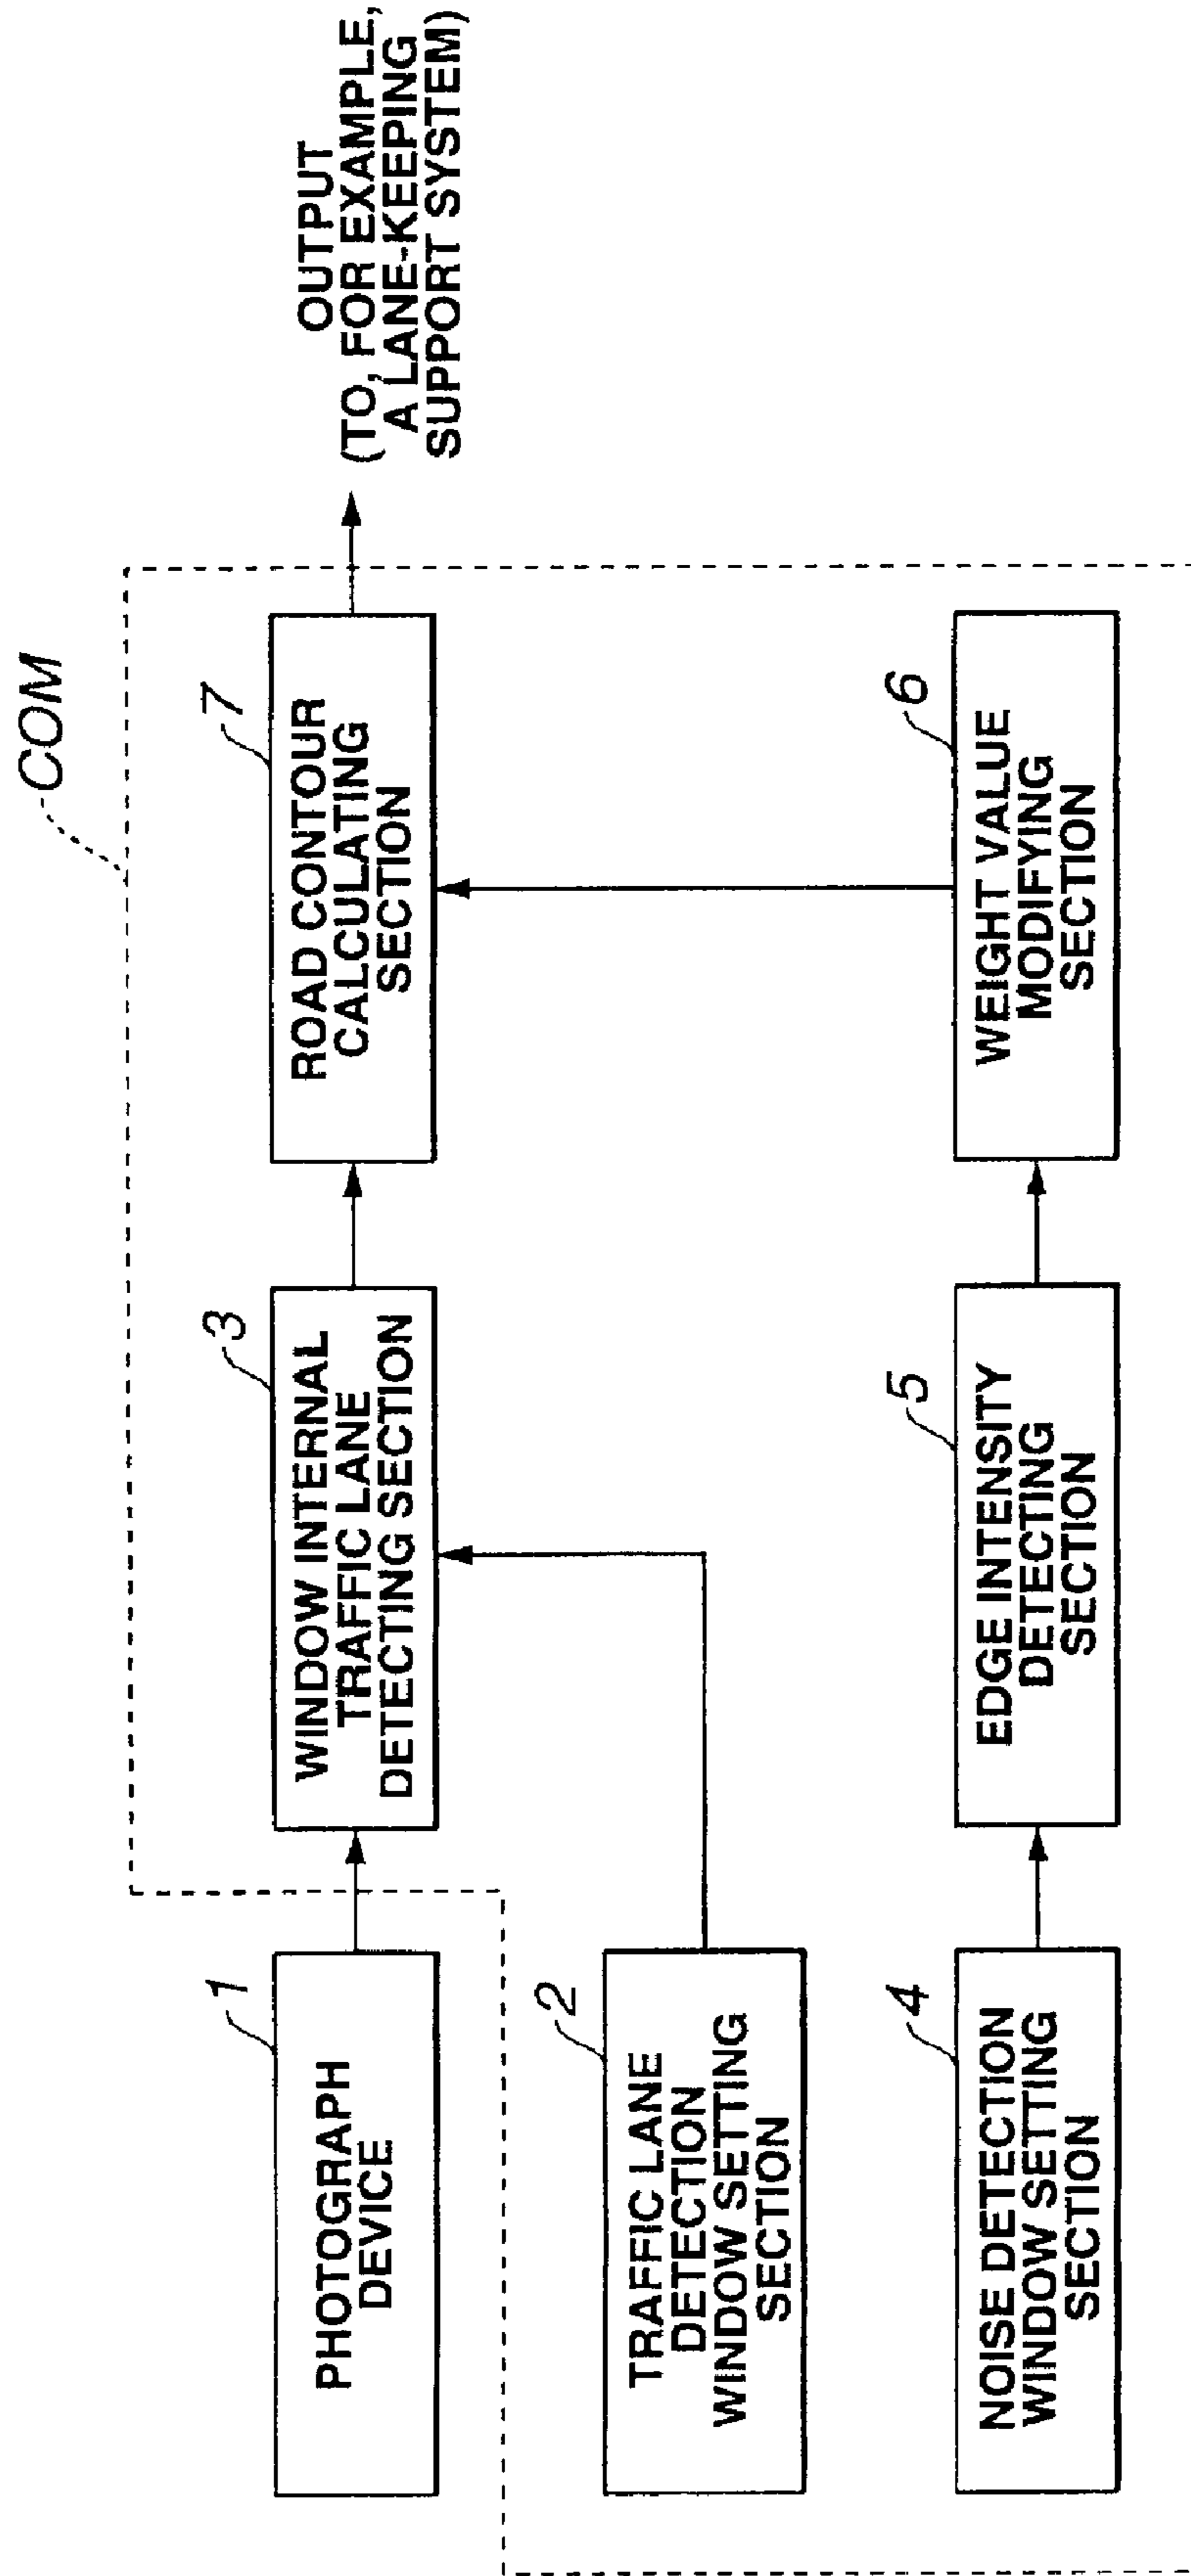 COM
1
PHOTOGRAPH
DEVICE
3
WINDOW INTERNAL
TRAFFIC LANE
DETECTING SECTION
7
ROAD CONTOUR
CALCULATING
SECTION
OUTPUT
(TO, FOR EXAMPLE,
A LANE-KEEPING
SUPPORT SYSTEM)
2
TRAFFIC LANE
DETECTION
WINDOW SETTING
SECTION
4
NOISE DETECTION
WINDOW SETTING
SECTION
5
EDGE INTENSITY
DETECTING
SECTION
6
WEIGHT VALUE
MODIFYING
SECTION